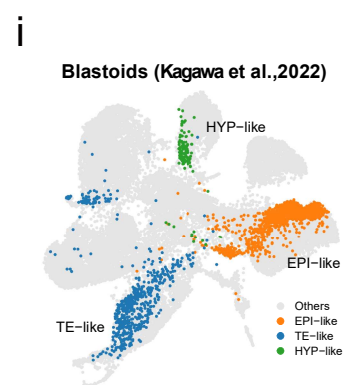 i
Blastoids (Kagawa et al.,2022)
HYP−like
EPI−like
TE−like
Others
EPI−like
TE−like
HYP−like